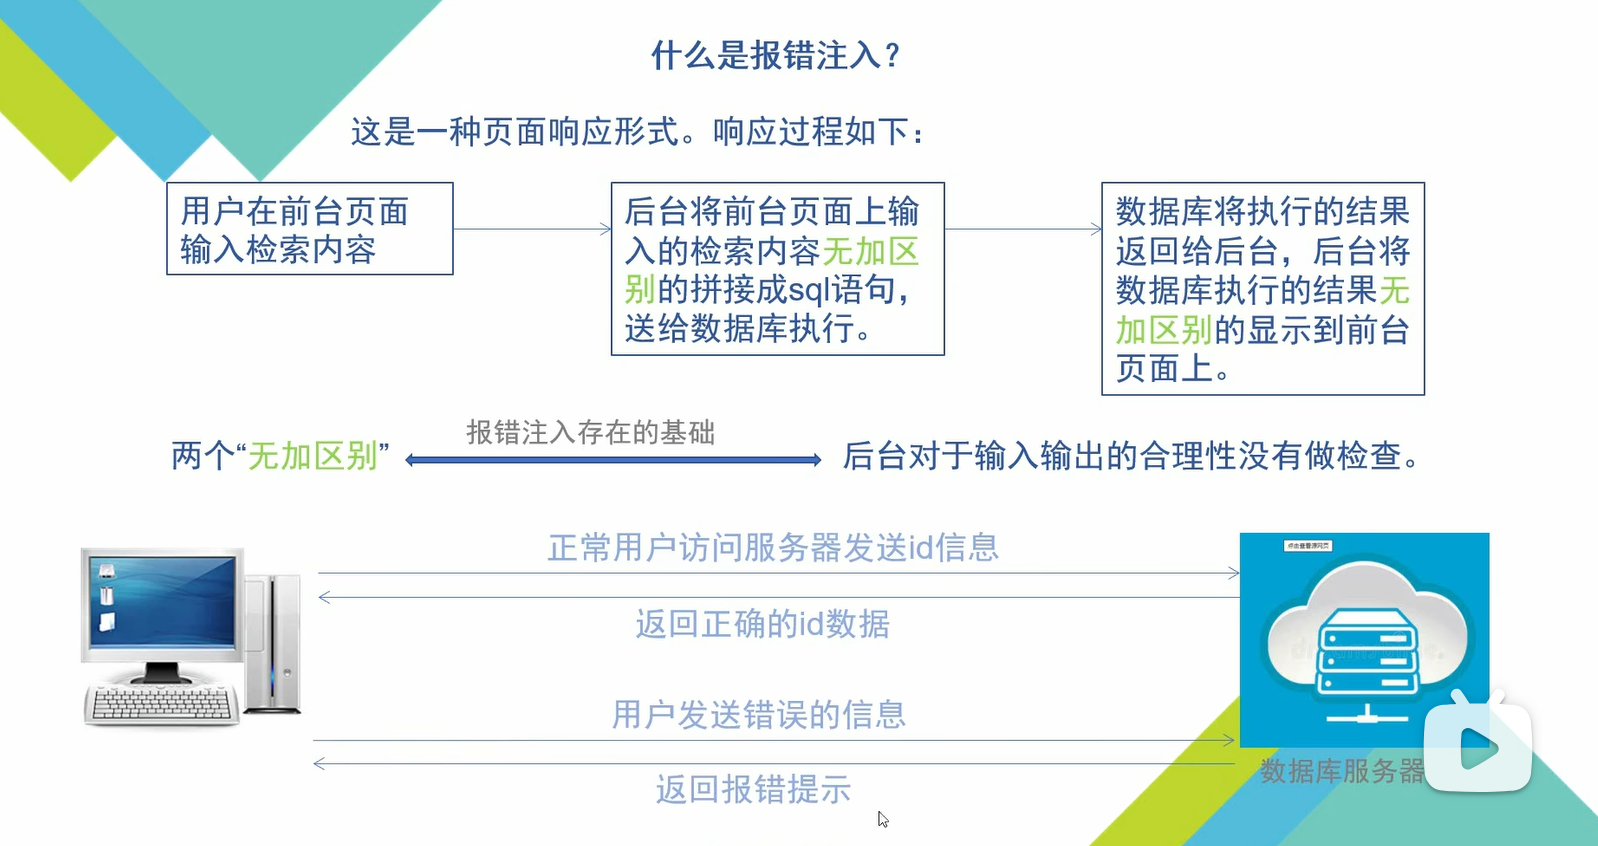 什么是报错注入？
这是一种页面响应形式。响应过程如下：
用户在前台页面
输入检索内容
后台将前台页面上输
入的检索内容无加区
别的拼接成sql语句，
送给数据库执行。
数据库将执行的结果
返回给后台，后台将
数据库执行的结果无
加区别的显示到前台
页面上。
两个“无加区别”
报错注入存在的基础
后台对于输入输出的合理性没有做检查。
正常用户访问服务器发送id信息
返回正确的id数据
用户发送错误的信息
返回报错提示
点击查看源网页
数据库服务器